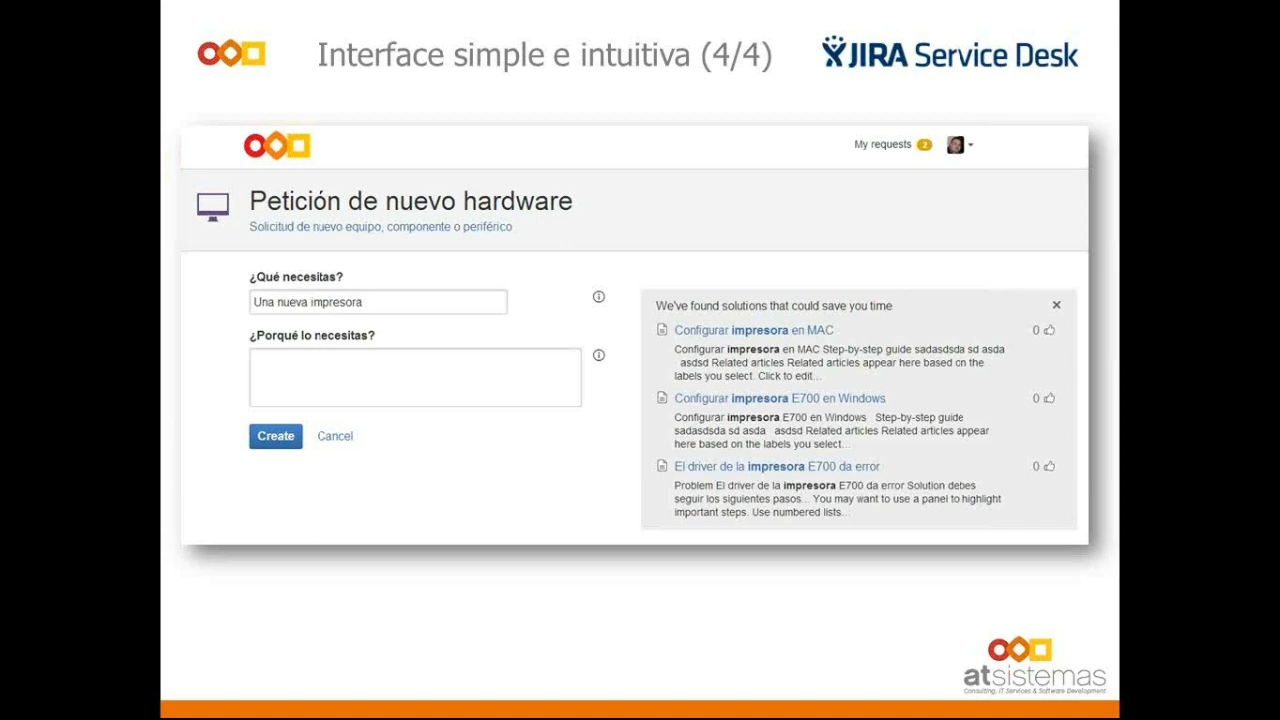 Interface simple e intuitiva (4/4)
JIRA Service Desk
My requests 2
Petición de nuevo hardware
Solicitud de nuevo equipo, componente o periférico
¿Qué necesitas?
Una nueva impresora
¿Porqué lo necesitas?
Create Cancel
We've found solutions that could save you time
Configurar impresora en MAC 0
Configurar impresora en MAC Step-by-step guide sadasdsda sd asda
asdsd Related articles Related articles appear here based on the
labels you select. Click to edit...
Configurar impresora E700 en Windows 0
Configurar impresora E700 en Windows Step-by-step guide
sadasdsda sd asda asdsd Related articles Related articles appear
here based on the labels you select...
El driver de la impresora E700 da error 0
Problem El driver de la impresora E700 da error Solution debes
seguir los siguientes pasos... You may want to use a panel to highlight
important steps. Use numbered lists...
atsistemas
Consulting, IT Services & Software Development